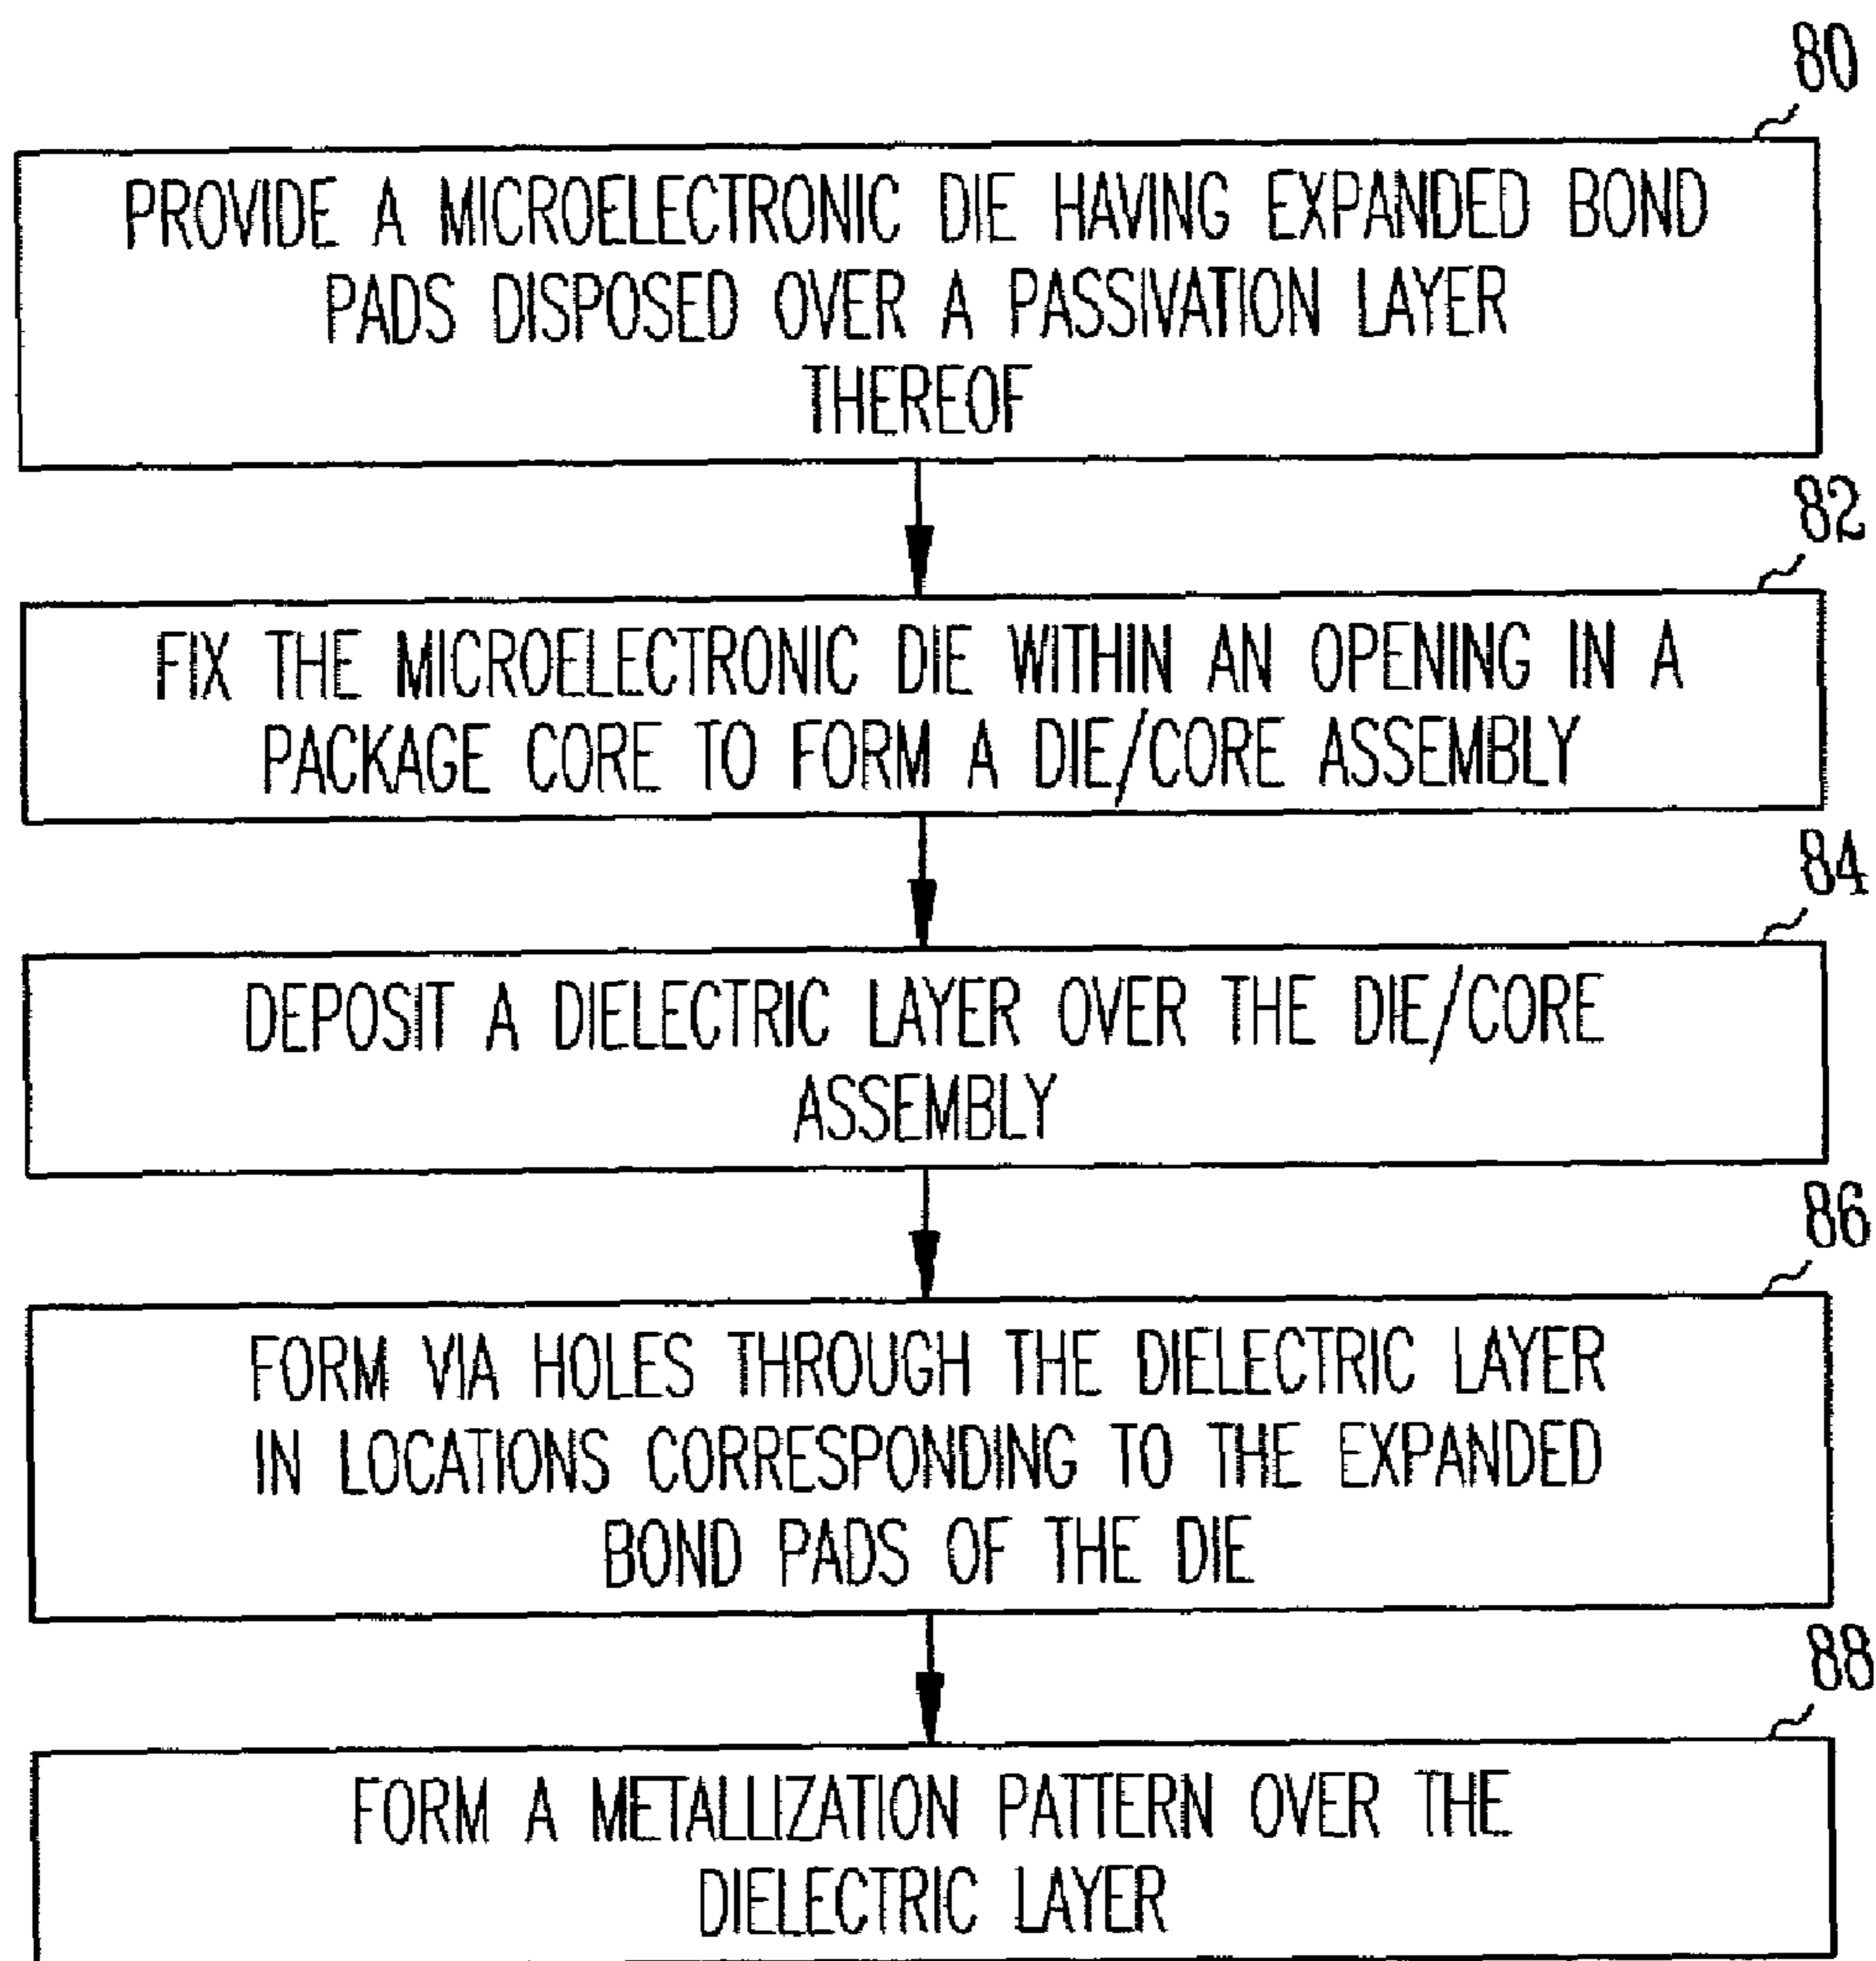 80
PROVIDE A MICROELECTRONIC DIE HAVING EXPANDED BOND
PADS DISPOSED OVER A PASSIVATION LAYER
THEREOF
82
FIX THE MICROELECTRONIC DIE WITHIN AN OPENING IN A
PACKAGE CORE TO FORM A DIE/CORE ASSEMBLY
84
DEPOSIT A DIELECTRIC LAYER OVER THE DIE/CORE
ASSEMBLY
86
FORM VIA HOLES THROUGH THE DIELECTRIC LAYER
IN LOCATIONS CORRESPONDING TO THE EXPANDED
BOND PADS OF THE DIE
88
FORM A METALLIZATION PATTERN OVER THE
DIELECTRIC LAYER